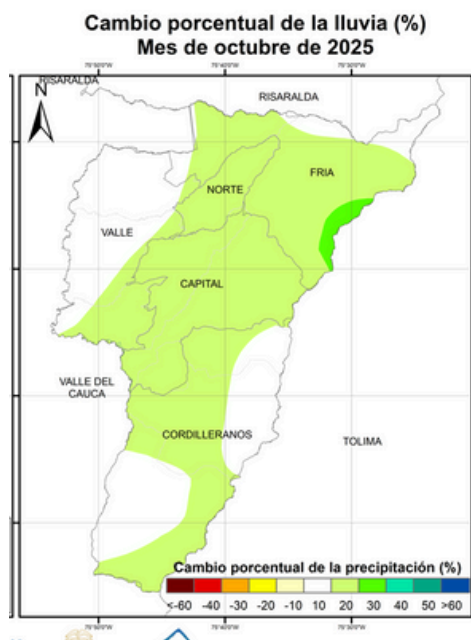 Cambio porcentual de la lluvia (%)
Mes de octubre de 2025
RISARALDA
N
RISARALDA
FRIA
NORTE
VALLE
CAPITAL
VALLE DEL
CAUCA
CORDILLERANOS
TOLIMA
Cambio porcentual de la precipitación (%)
<-60 -40 -30 -20 -10 10 20 30 40 50 >60